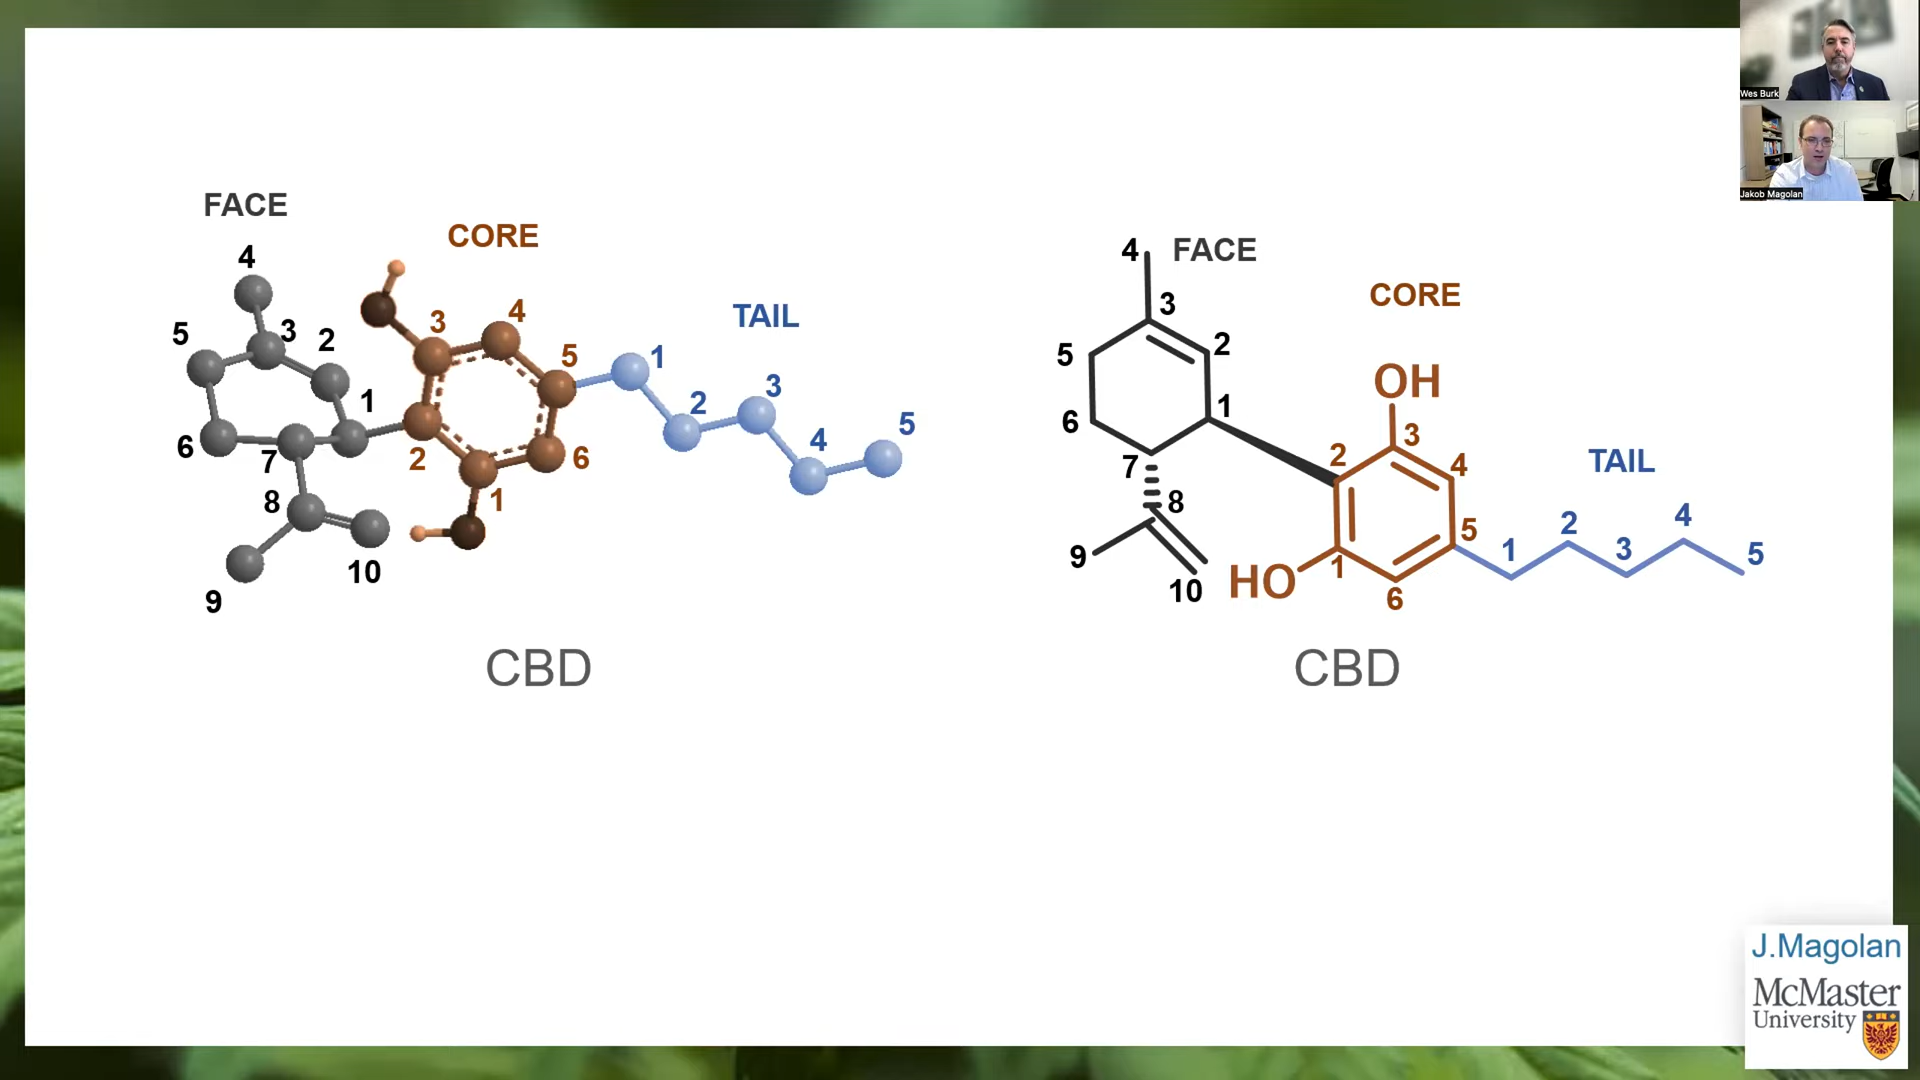 Wes Burk
Jakob Magolan
FACE
CORE
TAIL
4
5
3
2
1
6
7
8
9
10
3
4
5
2
1
6
1
2
3
4
5
CBD
FACE
CORE
TAIL
4
3
2
5
1
6
7
8
9
10
OH
HO
2
3
4
5
1
6
1
2
3
4
5
CBD
J.Magolan
McMaster
University